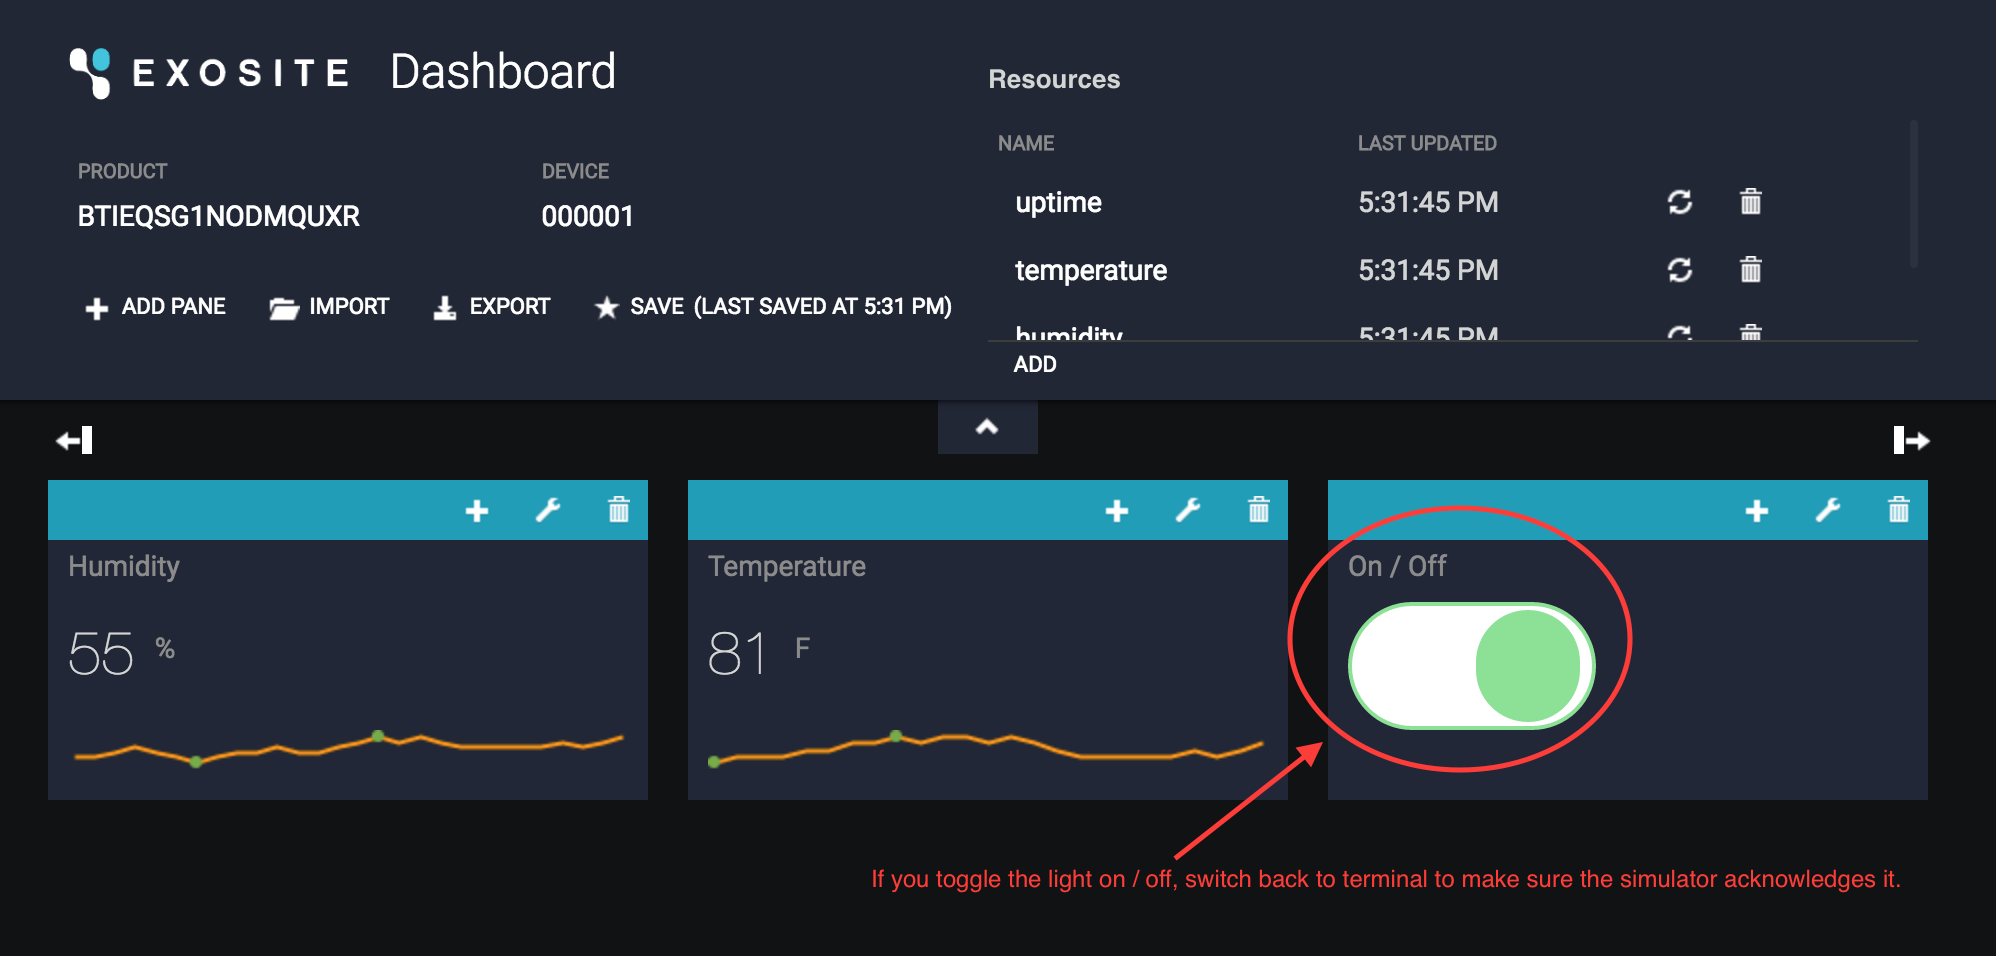 EXOSITE Dashboard
PRODUCT
BTIEQSG1NODMQUXR
DEVICE
000001
ADD PANE IMPORT EXPORT SAVE (LAST SAVED AT 5:31 PM)
Resources
NAME LAST UPDATED
uptime 5:31:45 PM
temperature 5:31:45 PM
humidity 5:31:45 PM
ADD
Humidity
55 %
Temperature
81 F
On / Off
If you toggle the light on / off, switch back to terminal to make sure the simulator acknowledges it.